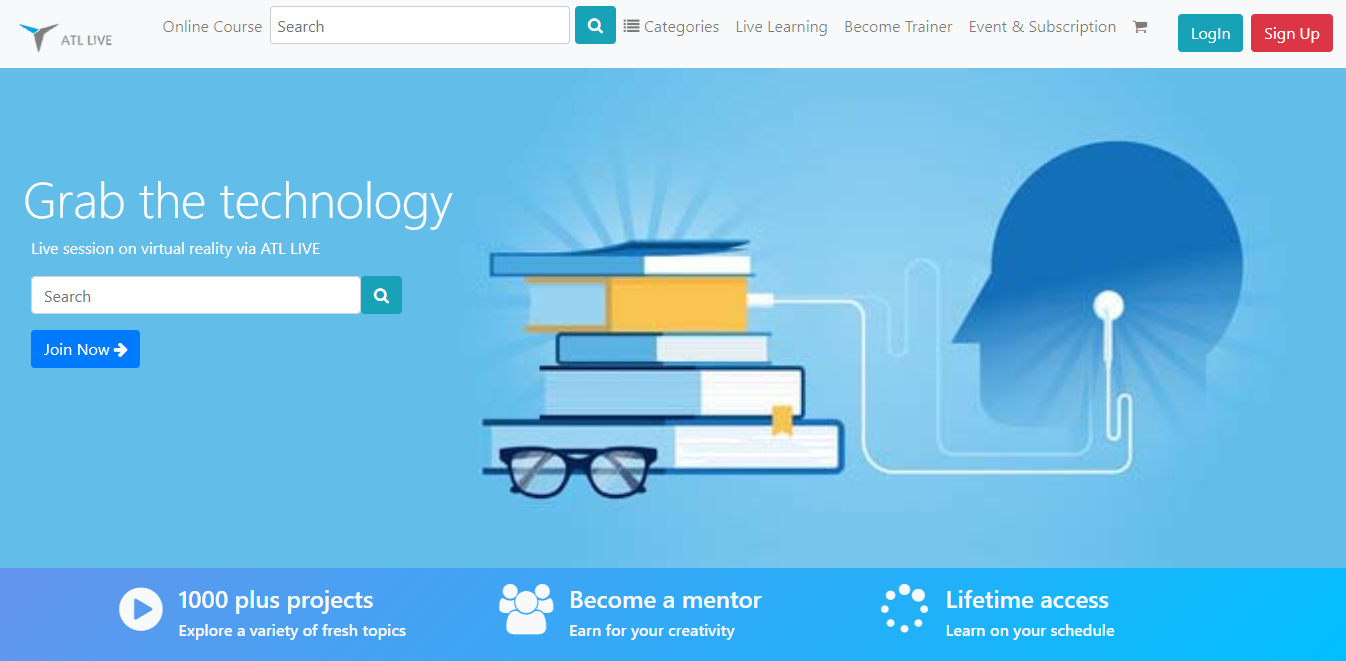 ATL LIVE
Online Course
Search
Categories
Live Learning
Become Trainer
Event & Subscription
LogIn
Sign Up
Grab the technology
Live session on virtual reality via ATL LIVE
Search
Join Now
1000 plus projects
Explore a variety of fresh topics
Become a mentor
Earn for your creativity
Lifetime access
Learn on your schedule